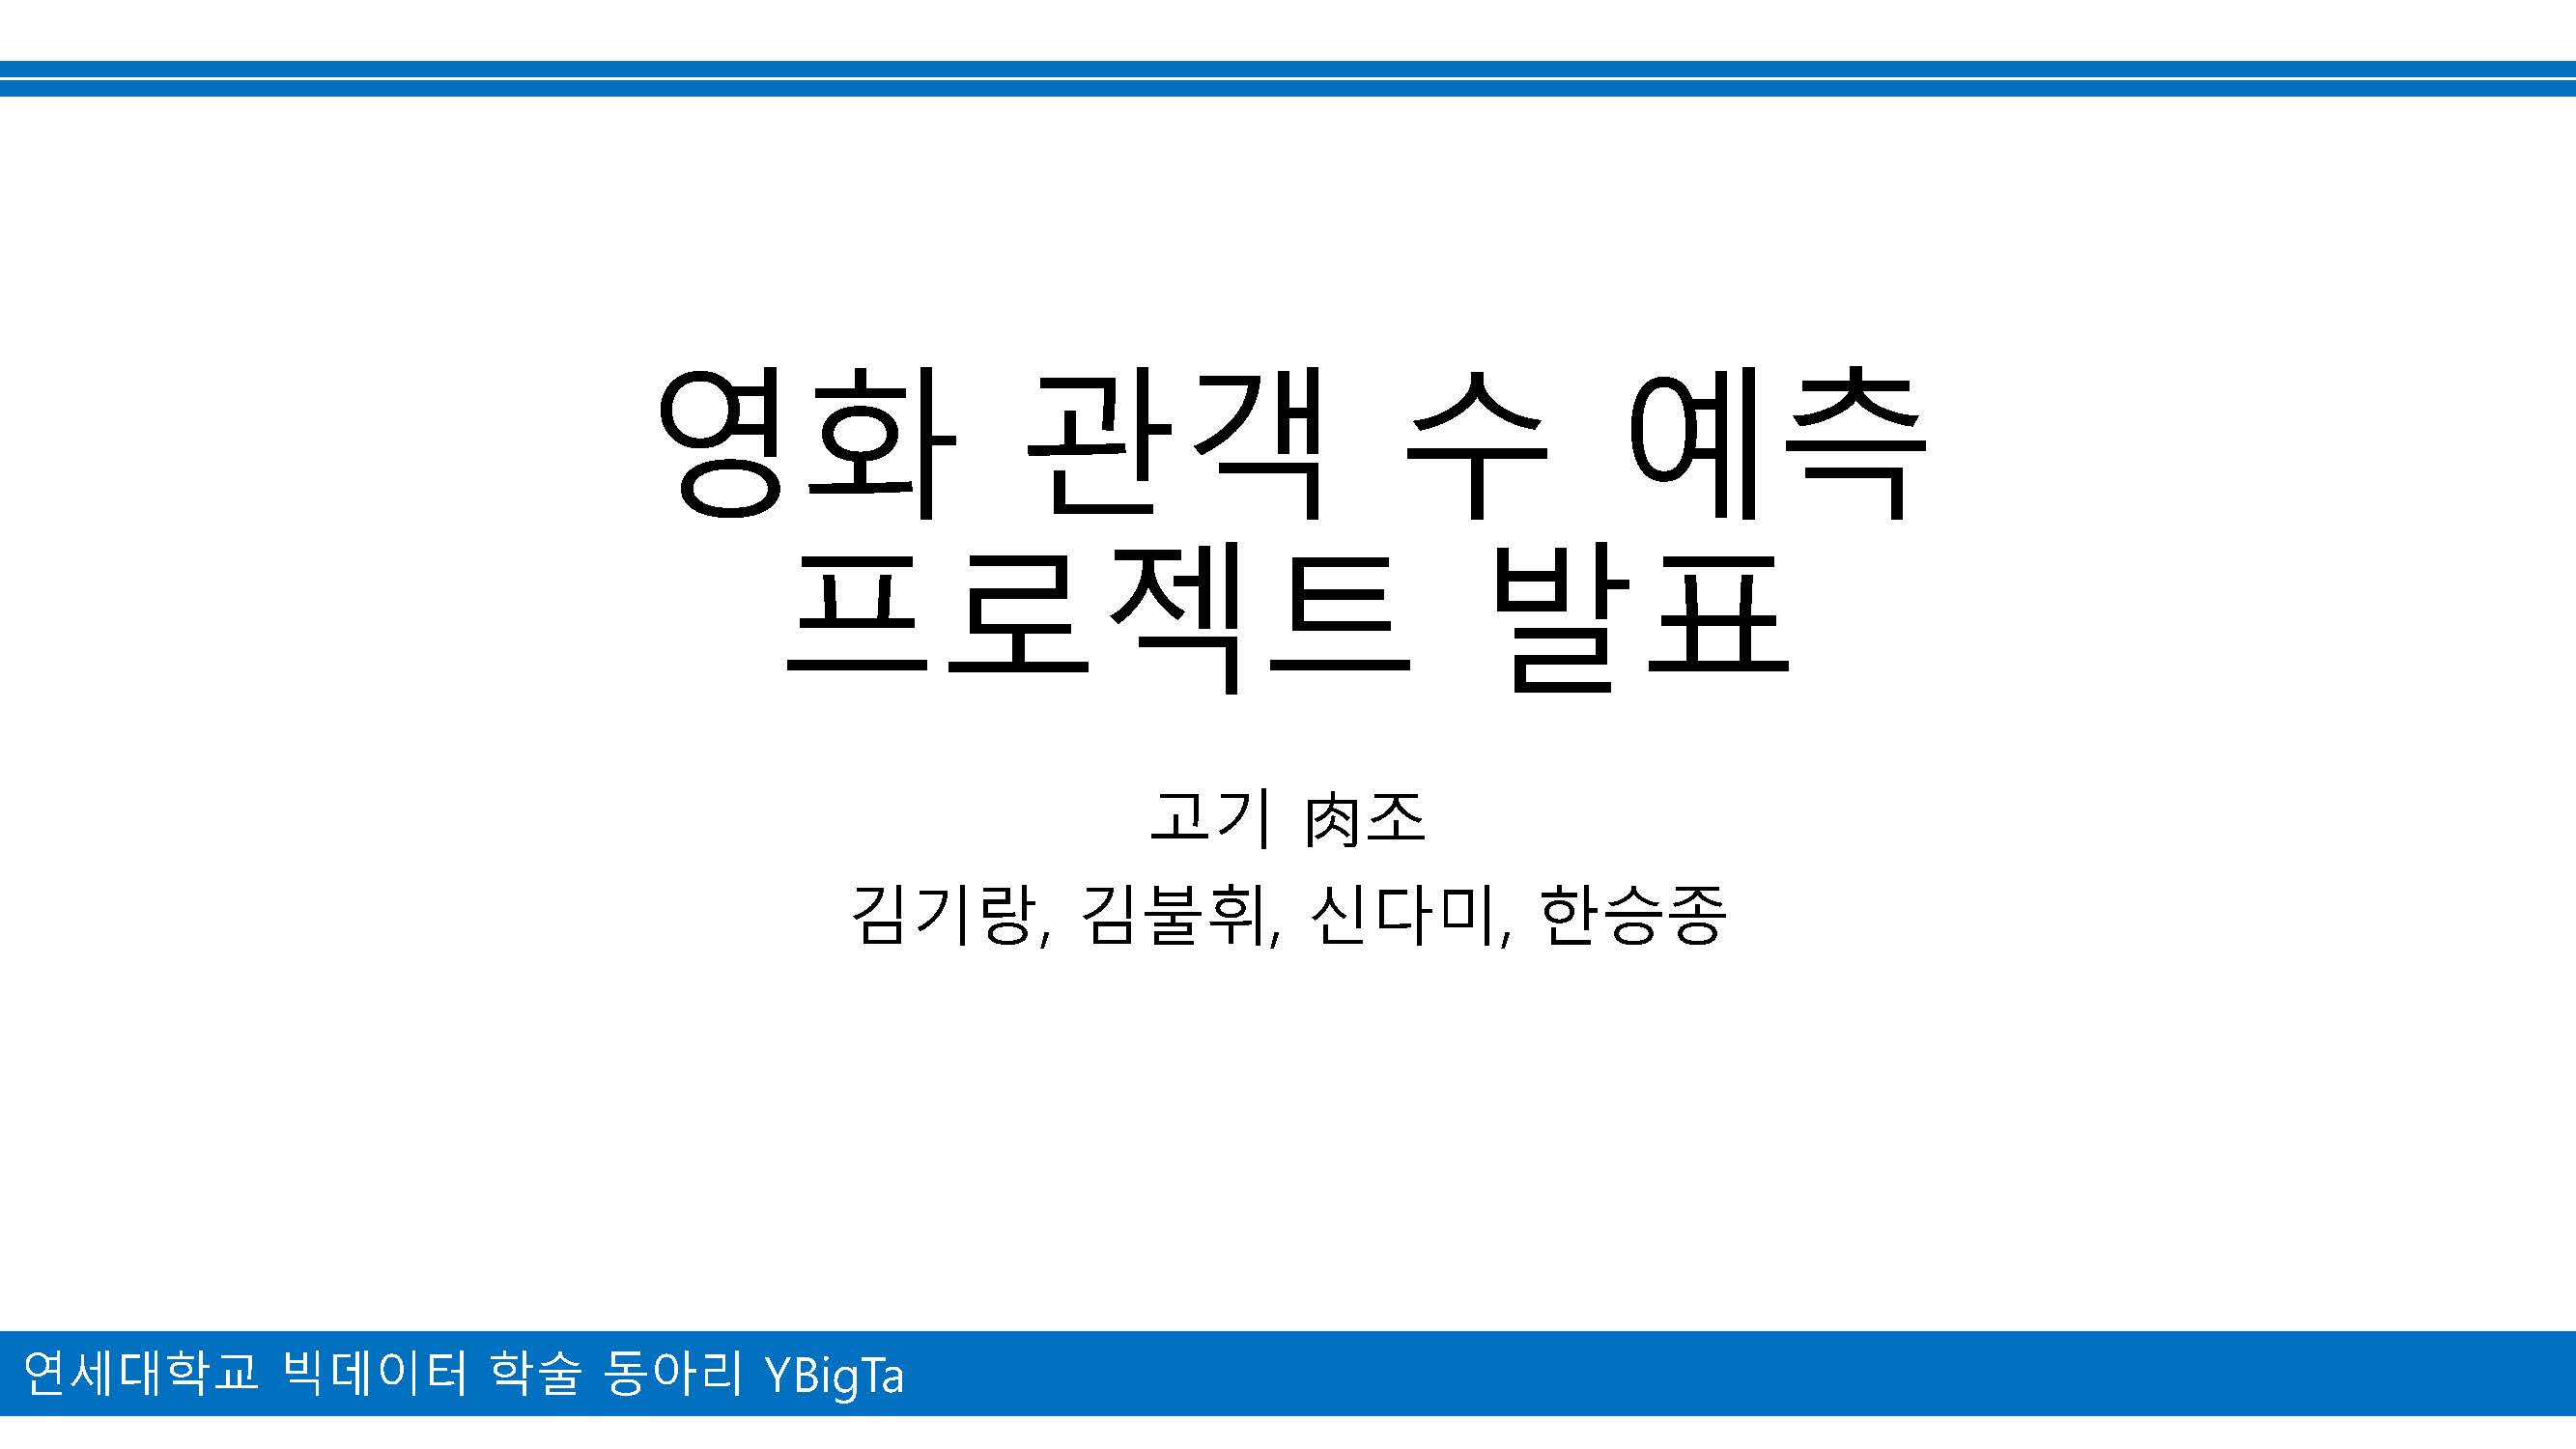 영화 관객 수 예측
프로젝트 발표
고기 肉조
김기랑, 김불휘, 신다미, 한승종
연세대학교 빅데이터 학술 동아리 YBigTa